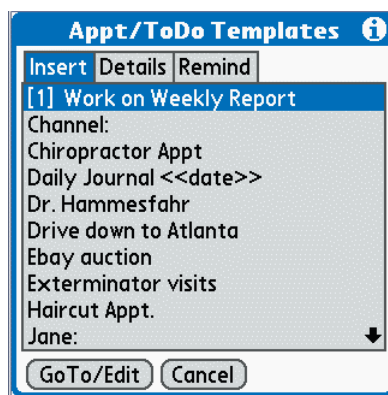 Appt/ToDo Templates i
Insert Details Remind
[1] Work on Weekly Report
Channel:
Chiropractor Appt
Daily Journal <<date>>
Dr. Hammesfahr
Drive down to Atlanta
Ebay auction
Exterminator visits
Haircut Appt.
Jane:
GoTo/Edit Cancel